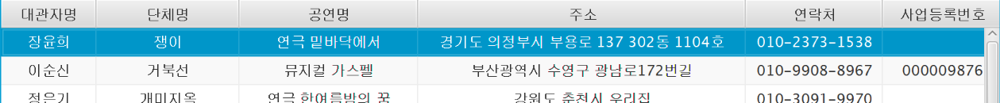 대관자명 단체명 공연명 주소 연락처 사업등록번호
장윤희 쟁이 연극 밑바닥에서 경기도 의정부시 부용로 137 302동 1104호 010-2373-1538
이순신 거북선 뮤지컬 가스펠 부산광역시 수영구 광남로172번길 010-9908-8967 000009876
정은기 개미지옥 연극 한여름밤의 꿈 강원도 춘천시 우리집 010-3091-9970